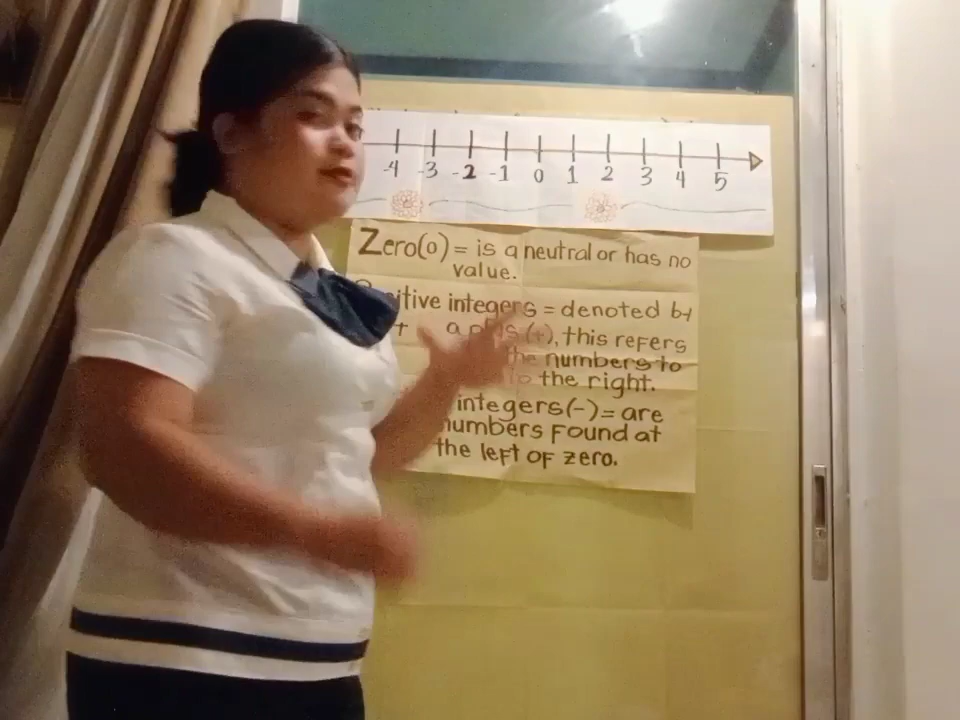 -4 -3 -2 -1 0 1 2 3 4 5
Zero(0) = is a neutral or has no
value.
integers = denoted by
a plus (+), this refers
the numbers to
to the right.
integers(-)= are
numbers found at
the left of zero.